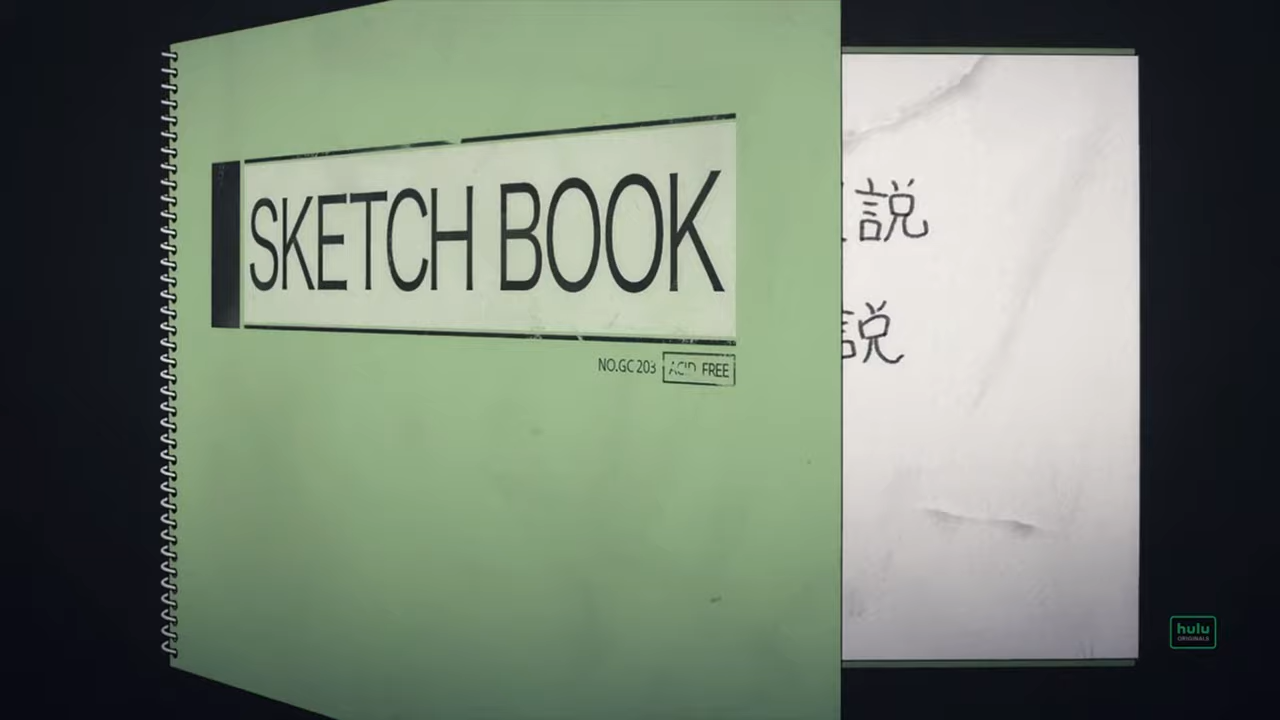 SKETCH BOOK
NO.GC 203 ACID FREE
説
説
hulu
ORIGINALS